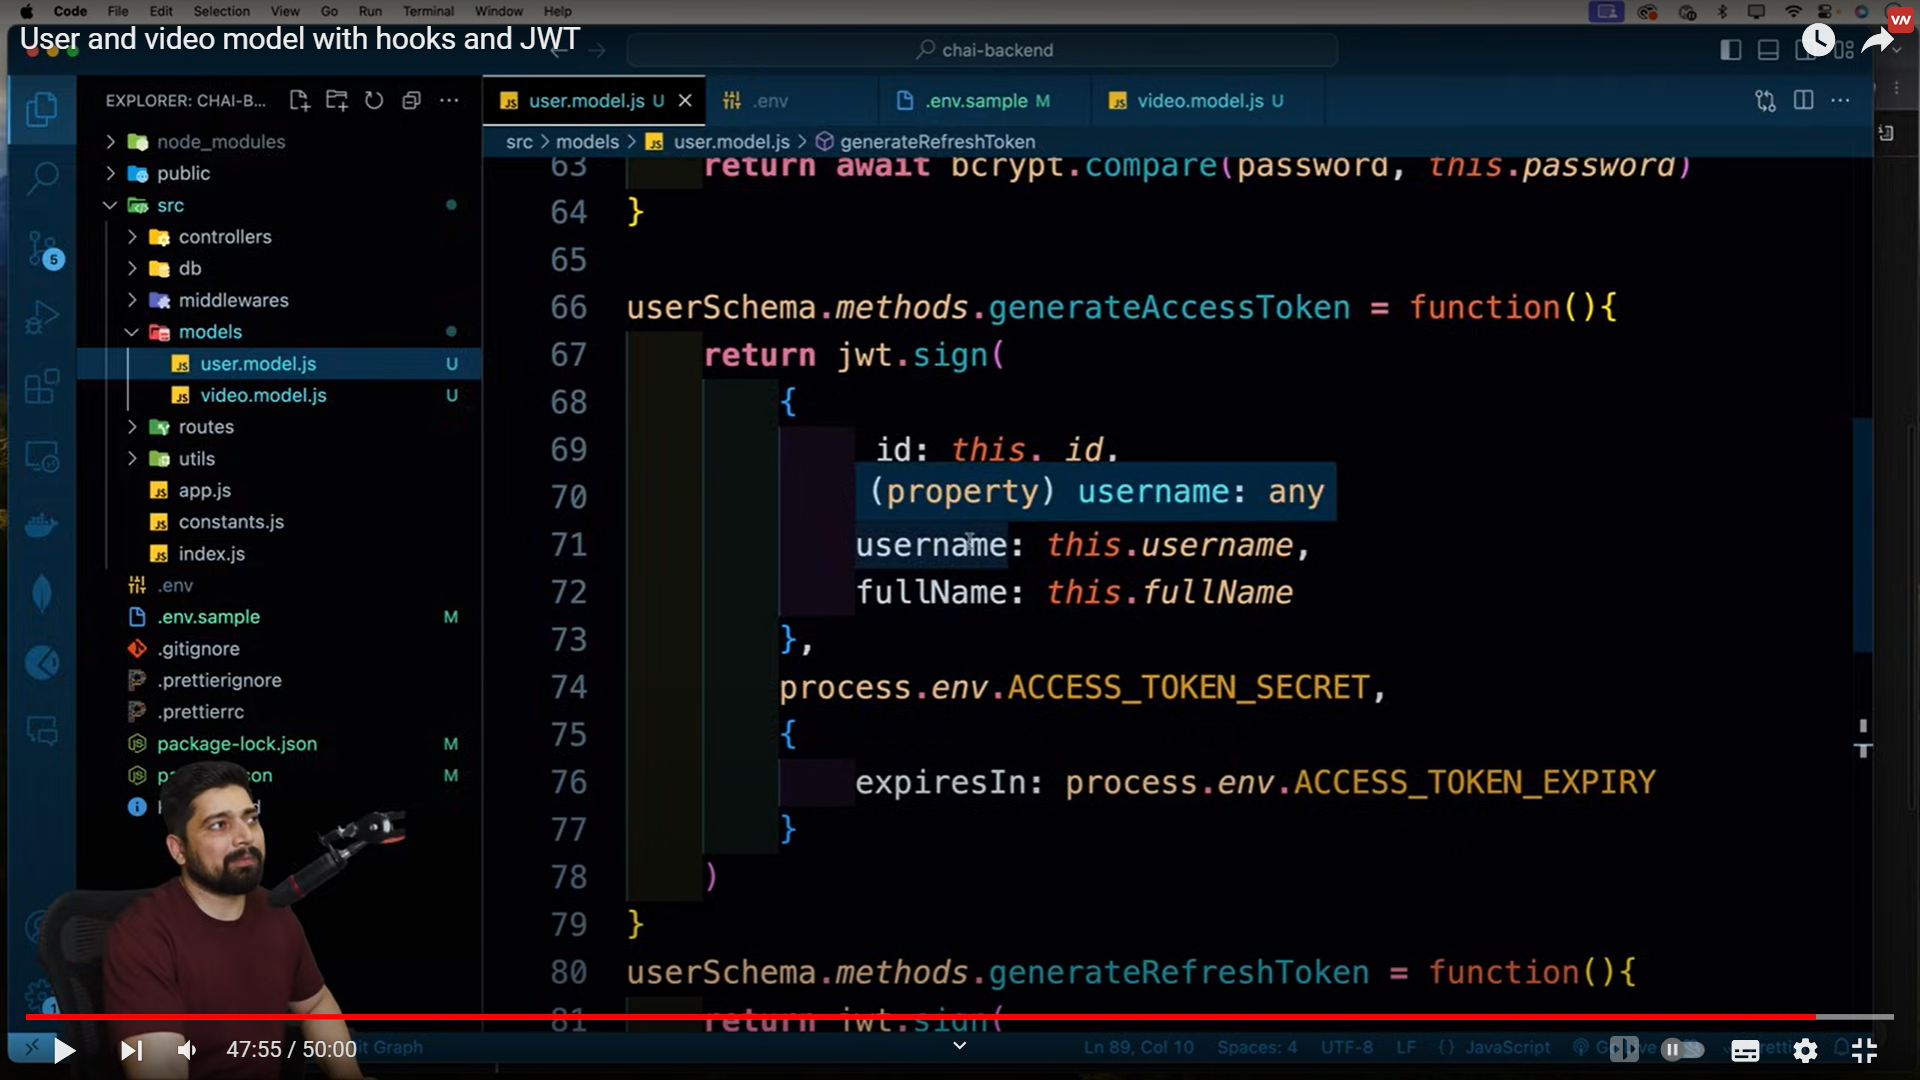 Code File Edit Selection View Go Run Terminal Window Help
User and video model with hooks and JWT
chai-backend
EXPLORER: CHAI-B...
user.model.js U
.env
.env.sample M
video.model.js U
src > models > user.model.js > generateRefreshToken
node_modules
public
src
controllers
db
middlewares
models
user.model.js U
video.model.js U
routes
utils
app.js
constants.js
index.js
.env
.env.sample M
.gitignore
.prettierignore
.prettierrc
package-lock.json M
M
5
1
63 return await bcrypt.compare(password, this.password)
64 }
65
66 userSchema.methods.generateAccessToken = function(){
67 return jwt.sign(
68 {
69 _id: this._id,
70 (property) username: any
71 username: this.username,
72 fullName: this.fullName
73 },
74 process.env.ACCESS_TOKEN_SECRET,
75 {
76 expiresIn: process.env.ACCESS_TOKEN_EXPIRY
77 }
78 )
79 }
80 userSchema.methods.generateRefreshToken = function(){
81 return jwt.sign(
47:55 / 50:00
Graph
Ln 89, Col 10 Spaces: 4 UTF-8 LF {} JavaScript